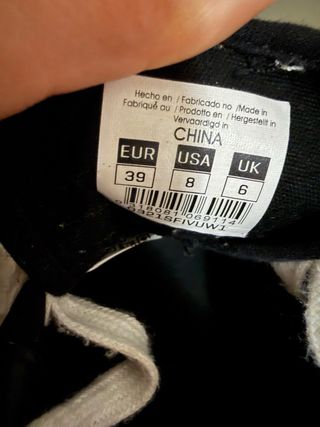 Hecho en / Fabricado no / Made in
Fabriqué au / Prodotto en / Hergestellt in
Vervaardigd in
CHINA
EUR USA UK
39 8 6